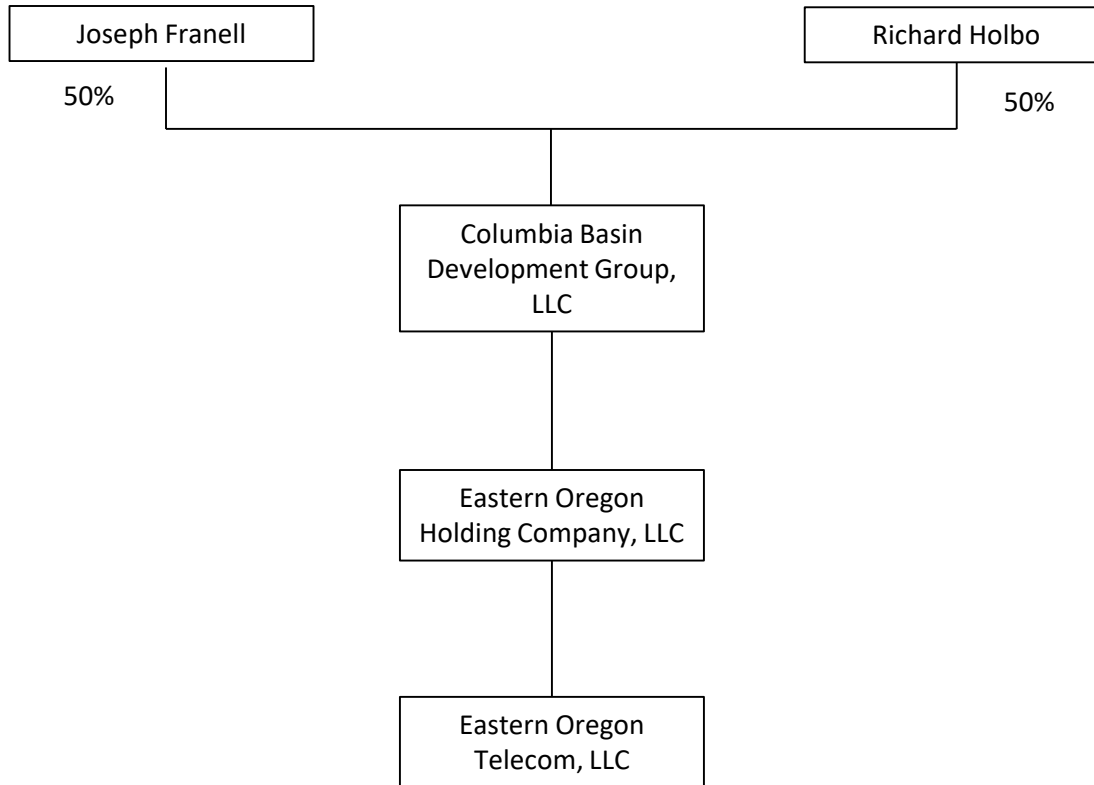 Joseph Franell
Richard Holbo
50%
50%
Columbia Basin
Development Group,
LLC
Eastern Oregon
Holding Company, LLC
Eastern Oregon
Telecom, LLC